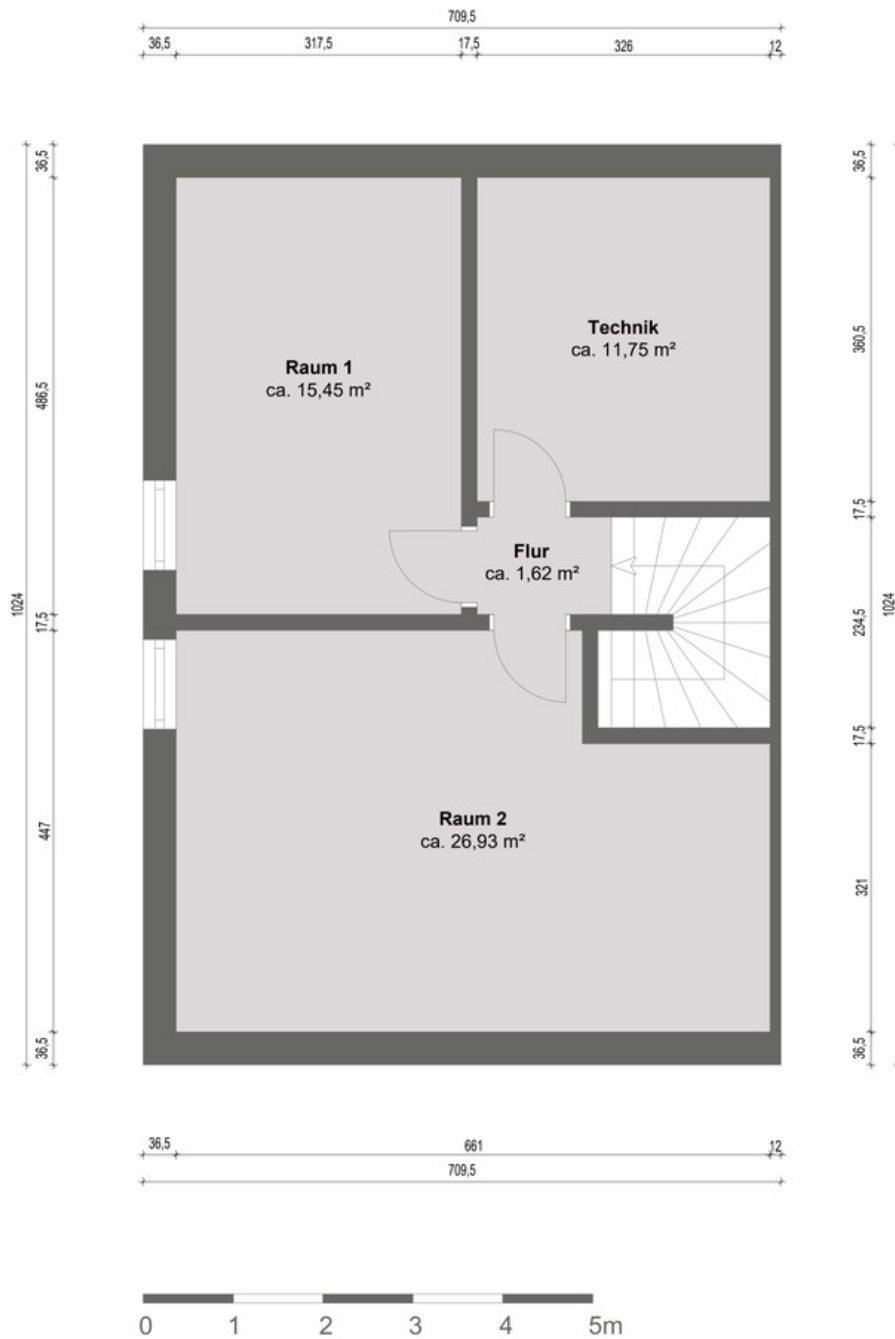 709,5
36,5 317,5 17,5 326 12
36,5
486,5
17,5
447
36,5
1024
36,5
360,5
17,5
234,5
17,5
321
36,5
1024
Technik
ca. 11,75 m²
Raum 1
ca. 15,45 m²
Flur
ca. 1,62 m²
Raum 2
ca. 26,93 m²
36,5 661 12
709,5
0 1 2 3 4 5m